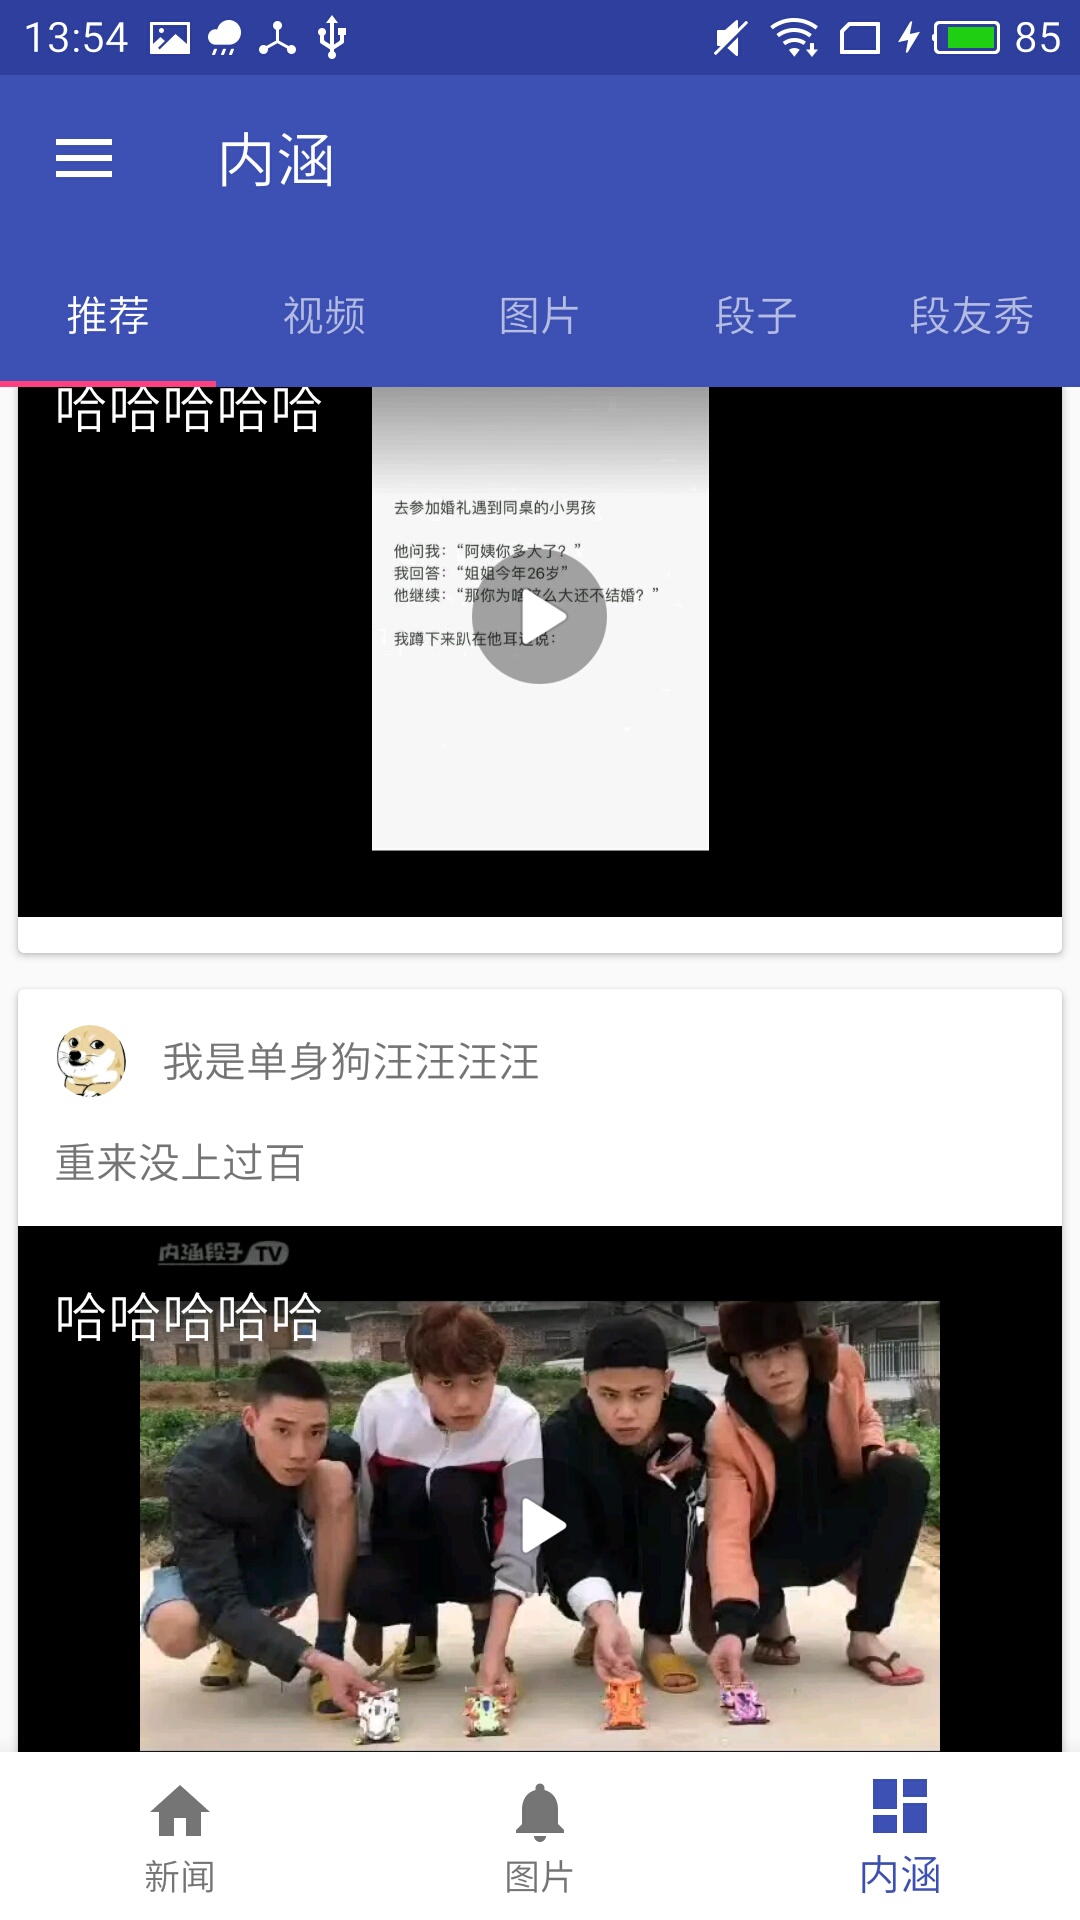 13:54 85
内涵
推荐 视频 图片 段子 段友秀
哈哈哈哈哈
去参加婚礼遇到同桌的小男孩
他问我：“阿姨你多大了？”
我回答：“姐姐今年26岁”
他继续：“那你为啥这么大还不结婚？”
我蹲下来趴在他耳边说：
我是单身狗汪汪汪汪
重来没上过百
内涵段子TV
哈哈哈哈哈
新闻 图片 内涵